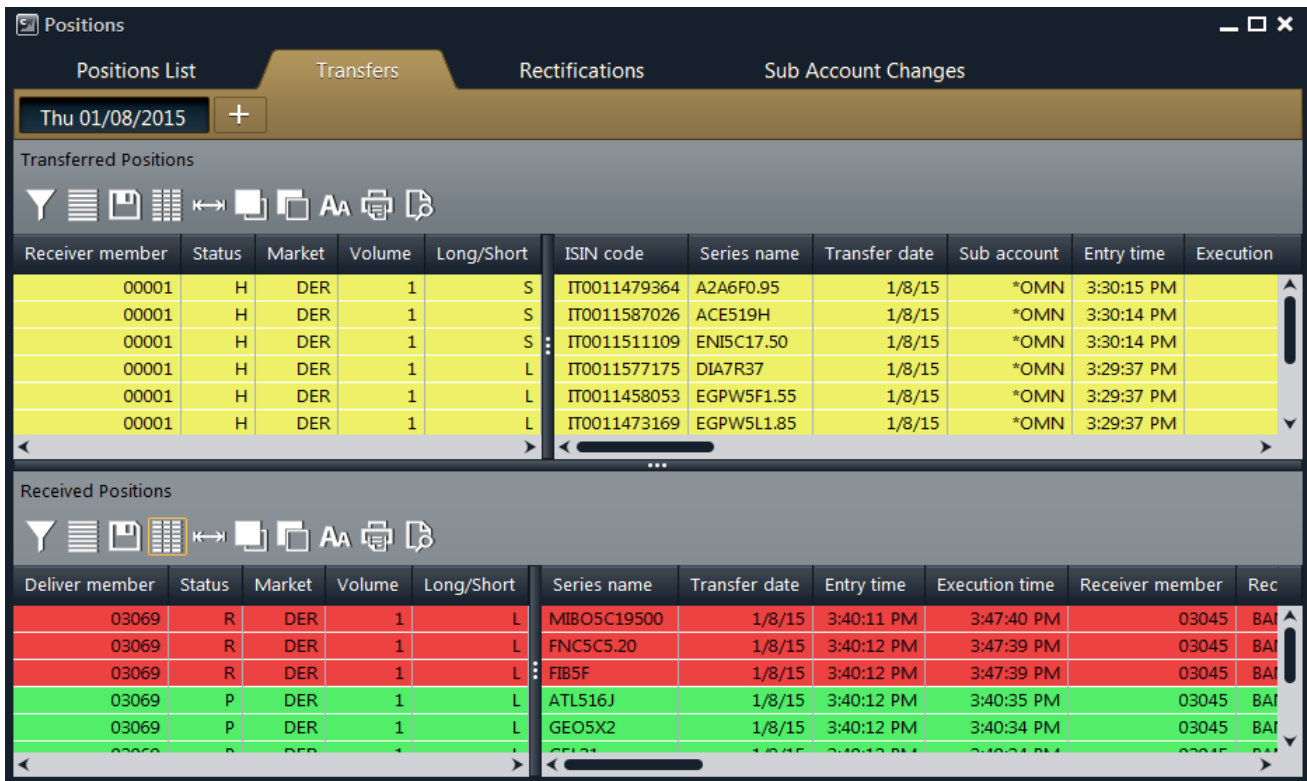 Positions
Positions List Transfers Rectifications Sub Account Changes
Thu 01/08/2015 +
Transferred Positions
AA
Receiver member Status Market Volume Long/Short ISIN code Series name Transfer date Sub account Entry time Execution
00001 H DER 1 S IT0011479364 A2A6F0.95 1/8/15 *OMN 3:30:15 PM
00001 H DER 1 S IT0011587026 ACE519H 1/8/15 *OMN 3:30:14 PM
00001 H DER 1 S IT0011511109 ENI5C17.50 1/8/15 *OMN 3:30:14 PM
00001 H DER 1 L IT0011577175 DIA7R37 1/8/15 *OMN 3:29:37 PM
00001 H DER 1 L IT0011458053 EGPW5F1.55 1/8/15 *OMN 3:29:37 PM
00001 H DER 1 L IT0011473169 EGPW5L1.85 1/8/15 *OMN 3:29:37 PM
Received Positions
AA
Deliver member Status Market Volume Long/Short Series name Transfer date Entry time Execution time Receiver member Rec
03069 R DER 1 L MIBO5C19500 1/8/15 3:40:11 PM 3:47:40 PM 03045
03069 R DER 1 L FNC5C5.20 1/8/15 3:40:12 PM 3:47:39 PM 03045
03069 R DER 1 L FIB5F 1/8/15 3:40:12 PM 3:47:39 PM 03045
03069 P DER 1 L ATL516J 1/8/15 3:40:12 PM 3:40:35 PM 03045
03069 P DER 1 L GEO5X2 1/8/15 3:40:12 PM 3:40:34 PM 03045